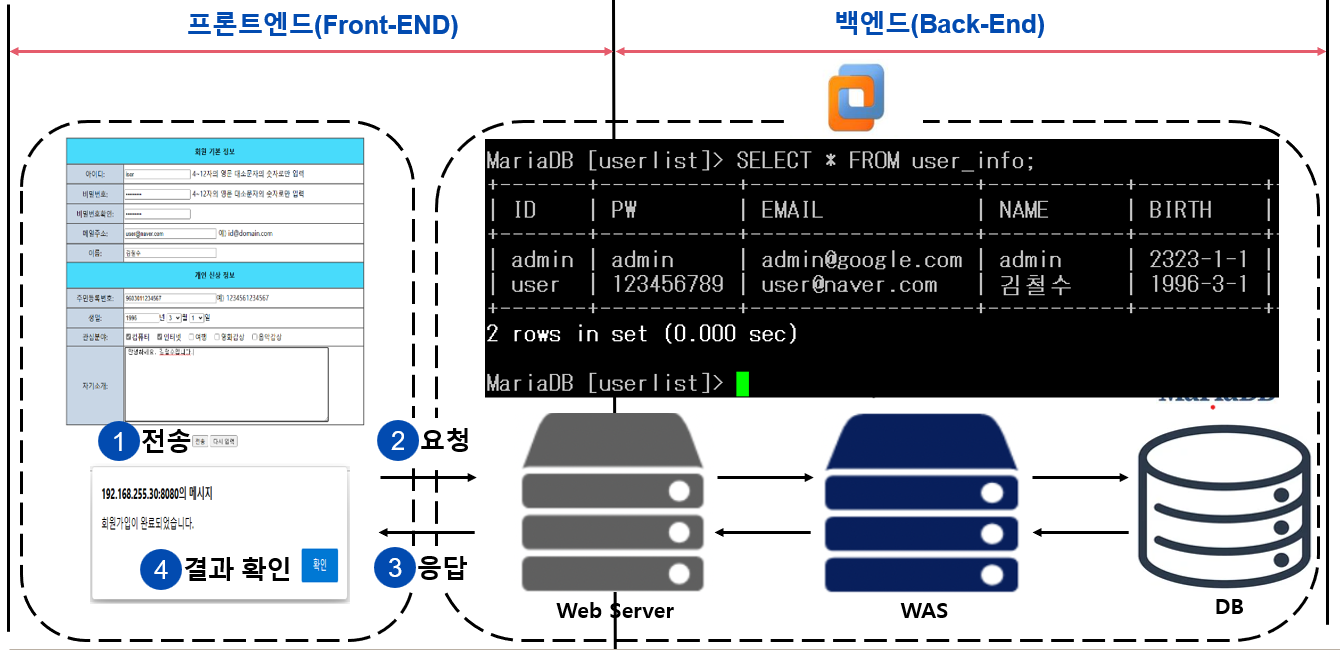 프론트엔드(Front-END)
백엔드(Back-End)
회원 기본 정보
아이디: user 4~12자의 영문 대소문자와 숫자로만 입력
비밀번호: 4~12자의 영문 대소문자와 숫자로만 입력
비밀번호확인:
메일주소: user@naver.com 예) id@domain.com
이름: 김철수
개인 신상 정보
주민등록번호: 9603011234567 예) 1234561234567
생일: 1996 년 3 월 1 일
관심분야: 컴퓨터 인터넷 여행 영화감상 음악감상
자기소개: 안녕하세요.
전송 다시 입력
1 전송
192.168.255.30:8080의 메시지
회원가입이 완료되었습니다.
확인
4 결과 확인
2 요청
3 응답
MariaDB [userlist]> SELECT * FROM user_info;
| ID | PW | EMAIL | NAME | BIRTH |
| admin | admin | admin@google.com | admin | 2323-1-1 |
| user | 123456789 | user@naver.com | 김철수 | 1996-3-1 |
2 rows in set (0.000 sec)
MariaDB [userlist]>
MariaDB
Web Server
WAS
DB